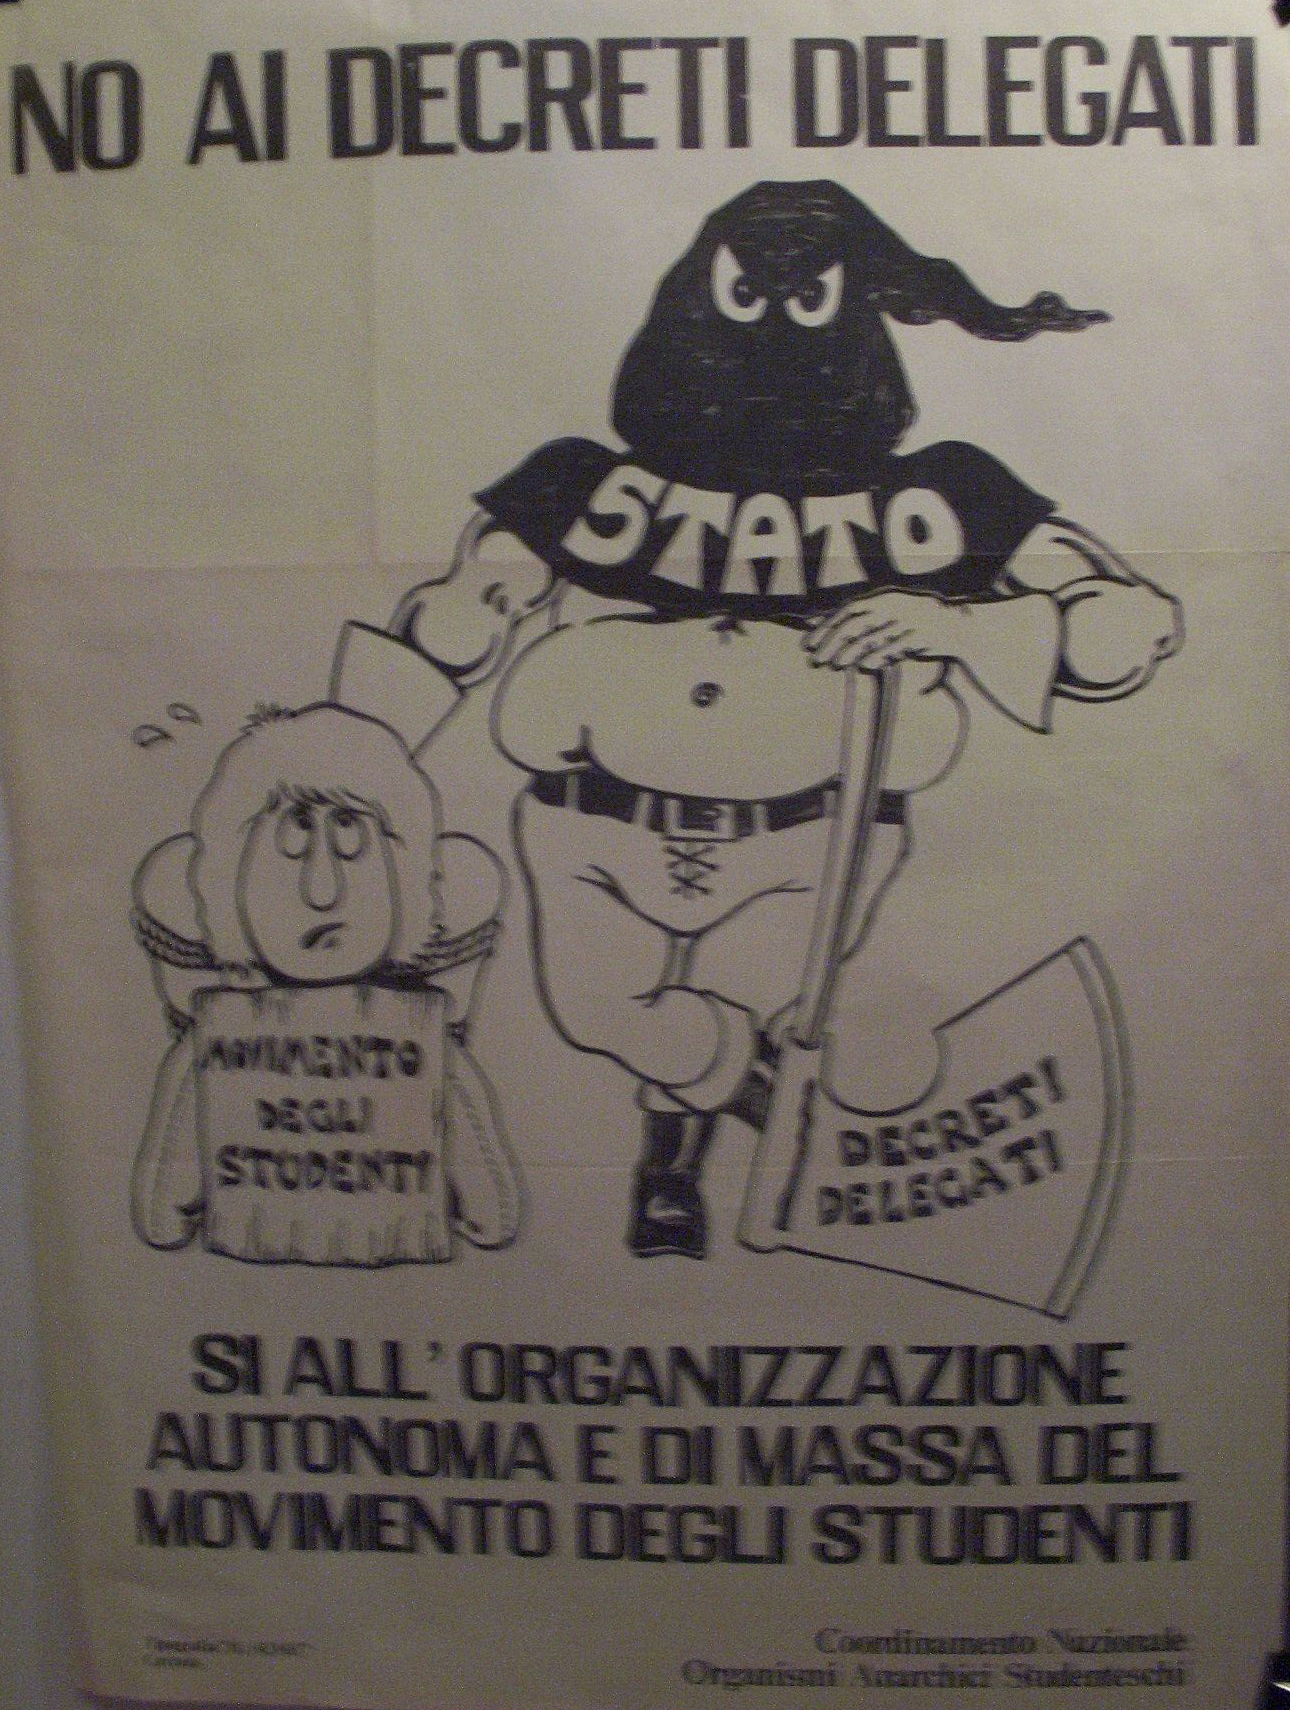 NO AI DECRETI DELEGATI
STATO
MOVIMENTO
DEGLI
STUDENTI
DECRETI
DELEGATI
SI ALL' ORGANIZZAZIONE
AUTONOMA E DI MASSA DEL
MOVIMENTO DEGLI STUDENTI
Coordinamento Nazionale
Organismi Anarchici Studenteschi